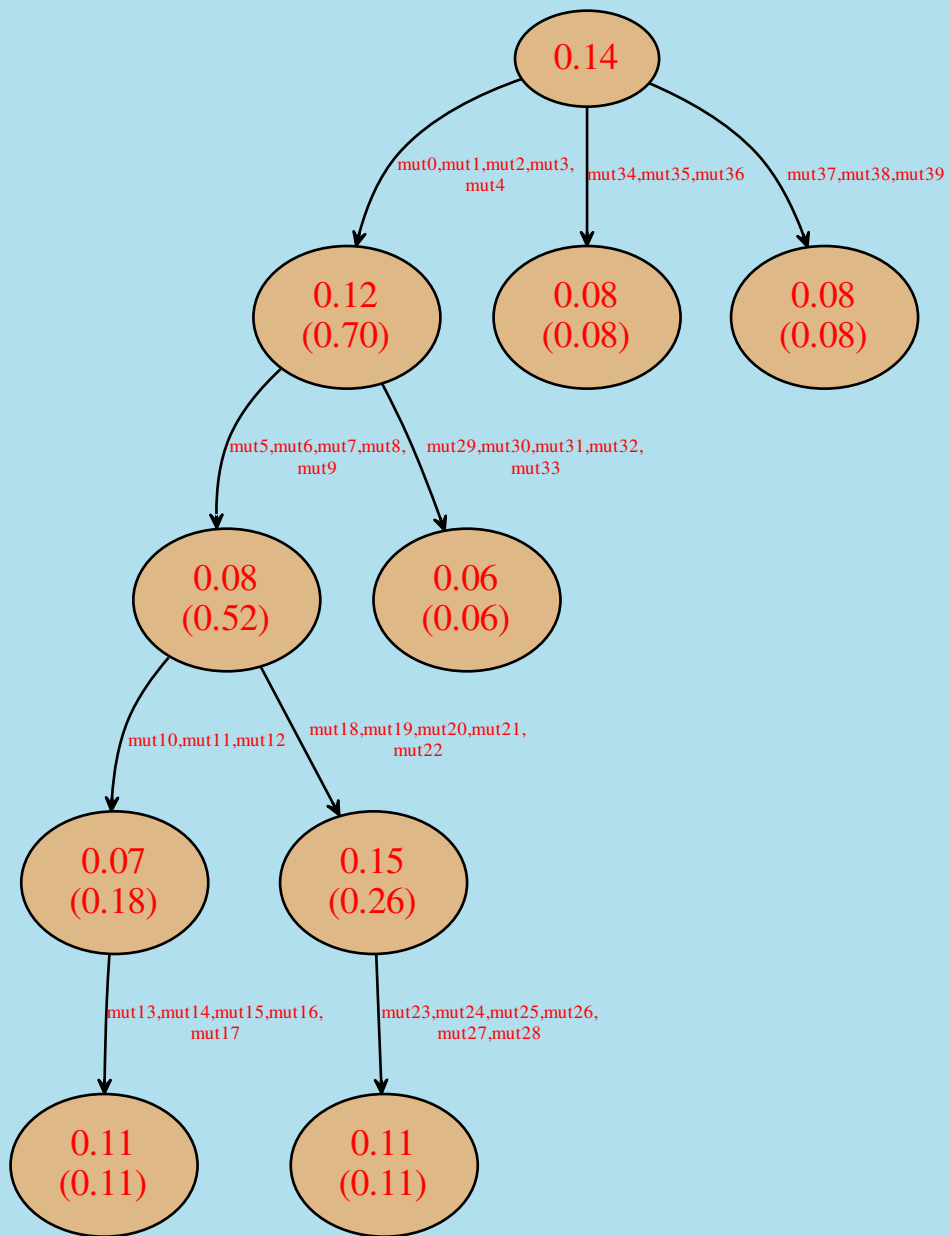 0.14
mut0,mut1,mut2,mut3,
mut4
mut34,mut35,mut36
mut37,mut38,mut39
0.12
(0.70)
0.08
(0.08)
0.08
(0.08)
mut5,mut6,mut7,mut8,
mut9
mut29,mut30,mut31,mut32,
mut33
0.08
(0.52)
0.06
(0.06)
mut10,mut11,mut12
mut18,mut19,mut20,mut21,
mut22
0.07
(0.18)
0.15
(0.26)
mut13,mut14,mut15,mut16,
mut17
mut23,mut24,mut25,mut26,
mut27,mut28
0.11
(0.11)
0.11
(0.11)